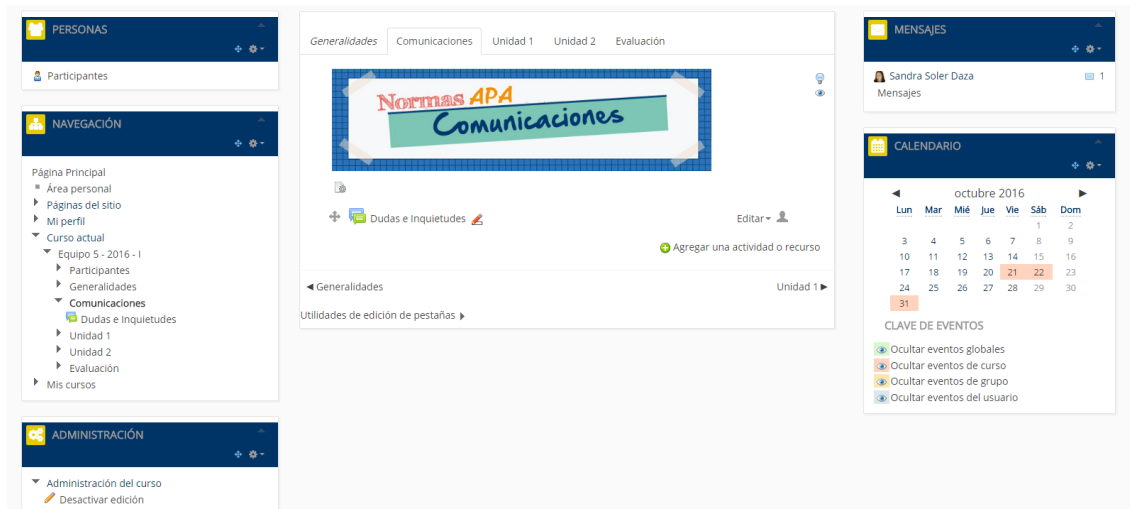 PERSONAS
Participantes
NAVEGACIÓN
Página Principal
Área personal
Páginas del sitio
Mi perfil
Curso actual
Equipo 5 - 2016 - I
Participantes
Generalidades
Comunicaciones
Dudas e Inquietudes
Unidad 1
Unidad 2
Evaluación
Mis cursos
ADMINISTRACIÓN
Administración del curso
Desactivar edición
Generalidades Comunicaciones Unidad 1 Unidad 2 Evaluación
Normas APA
Comunicaciones
Dudas e Inquietudes Editar
Agregar una actividad o recurso
◄ Generalidades Unidad 1 ►
Utilidades de edición de pestañas
MENSAJES
Sandra Soler Daza 1
Mensajes
CALENDARIO
◄ octubre 2016 ►
Lun Mar Mié Jue Vie Sáb Dom
1 2
3 4 5 6 7 8 9
10 11 12 13 14 15 16
17 18 19 20 21 22 23
24 25 26 27 28 29 30
31
CLAVE DE EVENTOS
Ocultar eventos globales
Ocultar eventos de curso
Ocultar eventos de grupo
Ocultar eventos del usuario